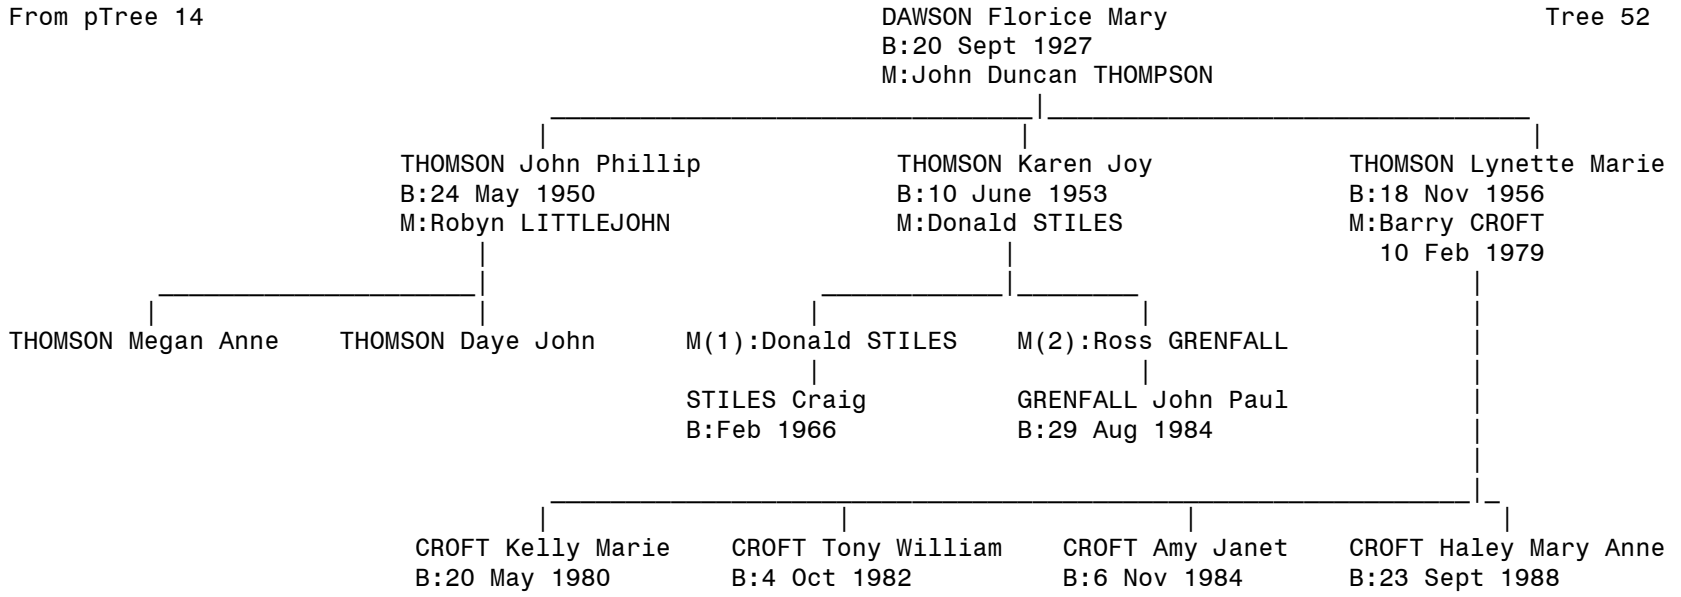 From pTree 14 DAWSON Florice Mary Tree 52
B:20 Sept 1927
M:John Duncan THOMPSON
THOMSON John Phillip THOMSON Karen Joy THOMSON Lynette Marie
B:24 May 1950 B:10 June 1953 B:18 Nov 1956
M:Robyn LITTLEJOHN M:Donald STILES M:Barry CROFT
10 Feb 1979
THOMSON Megan Anne THOMSON Daye John M(1):Donald STILES M(2):Ross GRENFALL
STILES Craig GRENFALL John Paul
B:Feb 1966 B:29 Aug 1984
CROFT Kelly Marie CROFT Tony William CROFT Amy Janet CROFT Haley Mary Anne
B:20 May 1980 B:4 Oct 1982 B:6 Nov 1984 B:23 Sept 1988